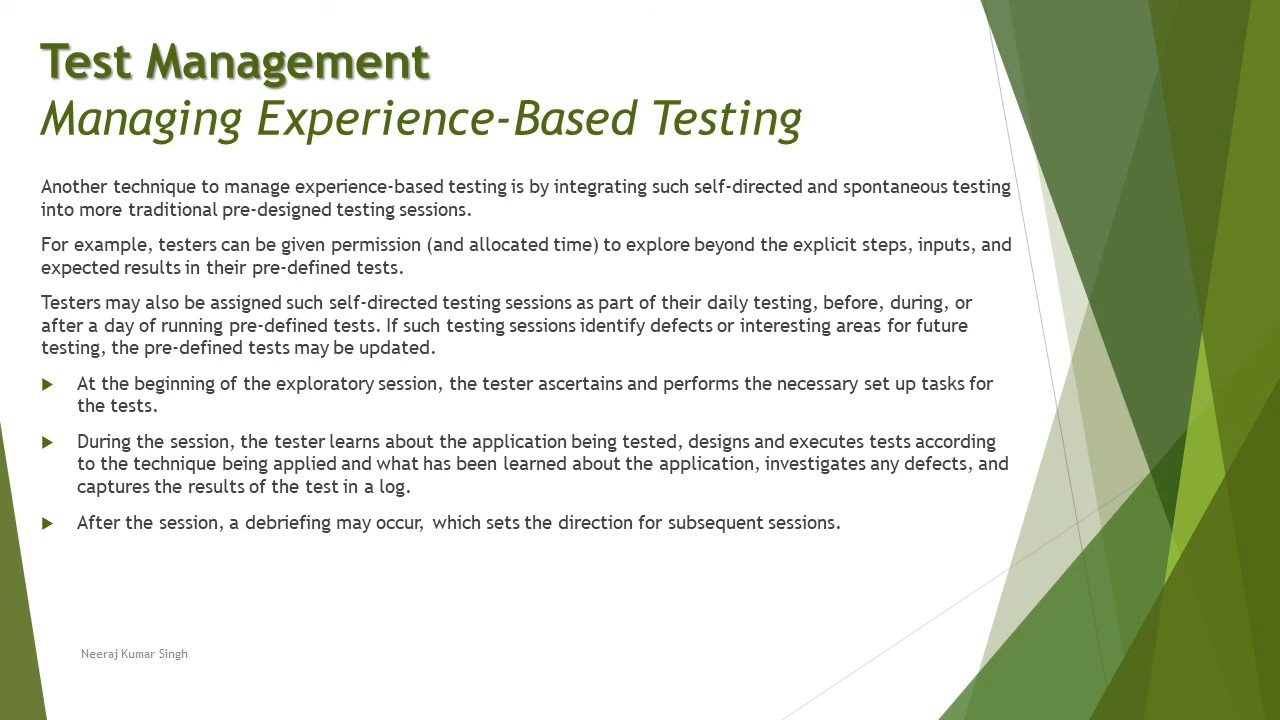 Test Management
Managing Experience-Based Testing
Another technique to manage experience-based testing is by integrating such self-directed and spontaneous testing
into more traditional pre-designed testing sessions.
For example, testers can be given permission (and allocated time) to explore beyond the explicit steps, inputs, and
expected results in their pre-defined tests.
Testers may also be assigned such self-directed testing sessions as part of their daily testing, before, during, or
after a day of running pre-defined tests. If such testing sessions identify defects or interesting areas for future
testing, the pre-defined tests may be updated.
At the beginning of the exploratory session, the tester ascertains and performs the necessary set up tasks for
the tests.
During the session, the tester learns about the application being tested, designs and executes tests according
to the technique being applied and what has been learned about the application, investigates any defects, and
captures the results of the test in a log.
After the session, a debriefing may occur, which sets the direction for subsequent sessions.
Neeraj Kumar Singh